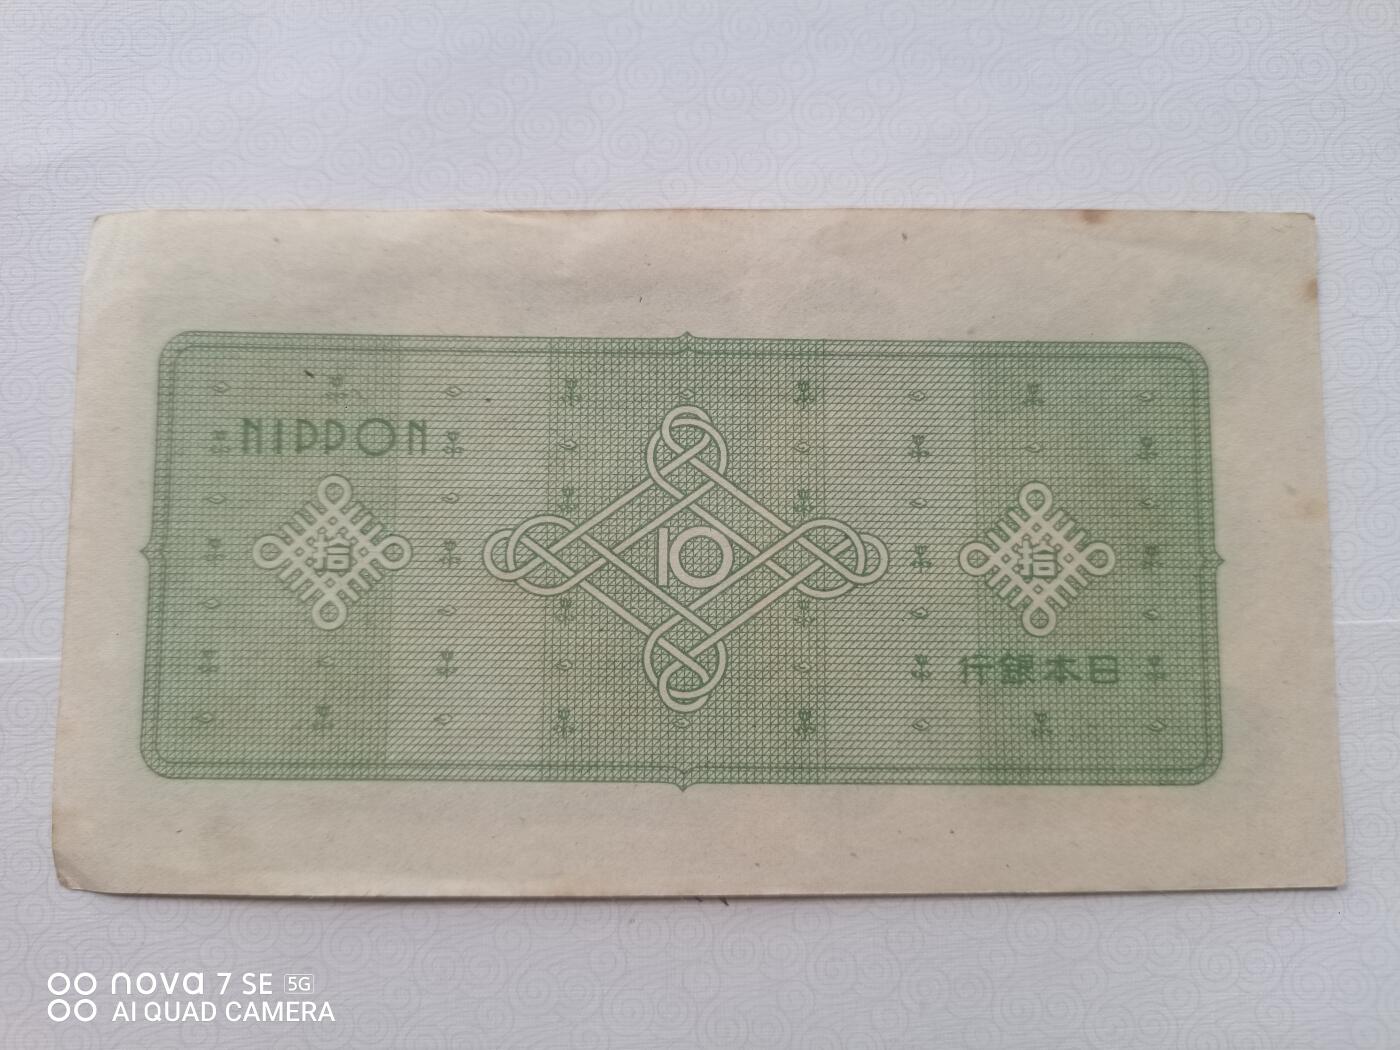 NIPPON
拾
10
拾
行銀本日
nova 7 SE 5G
AI QUAD CAMERA